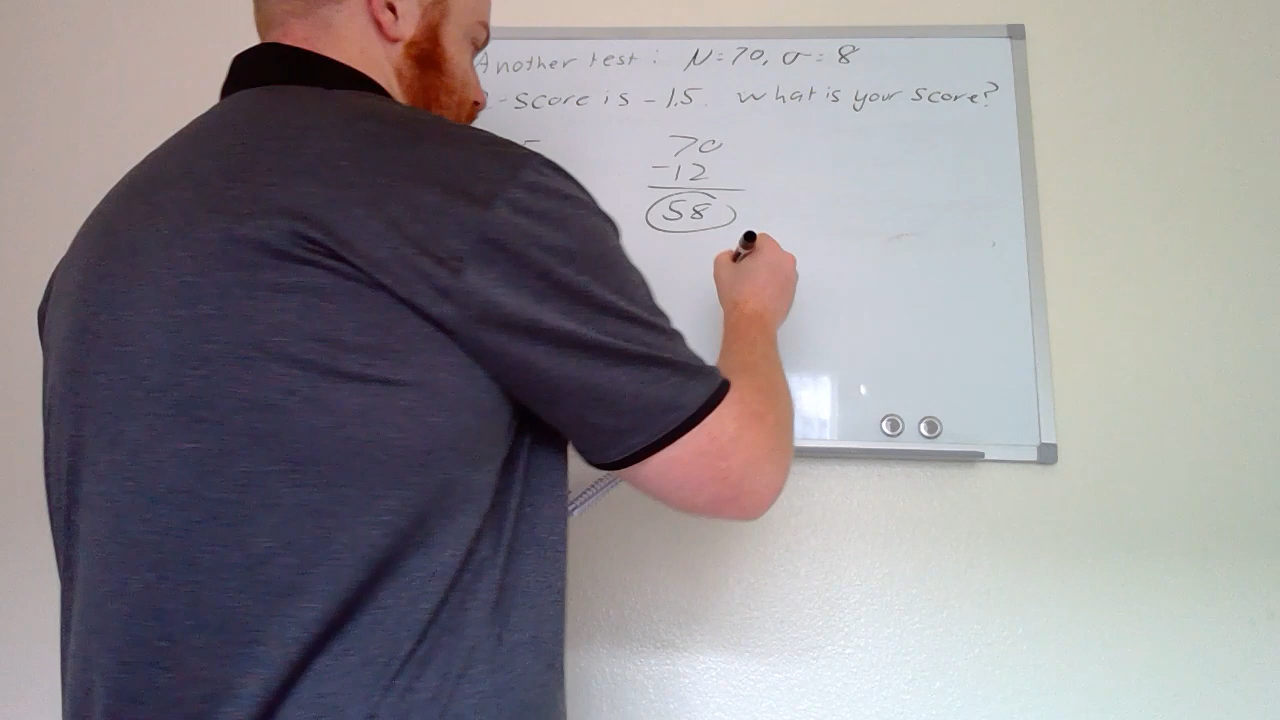 Another test: μ=70, σ=8
z-score is -1.5. What is your score?
70
-12
58